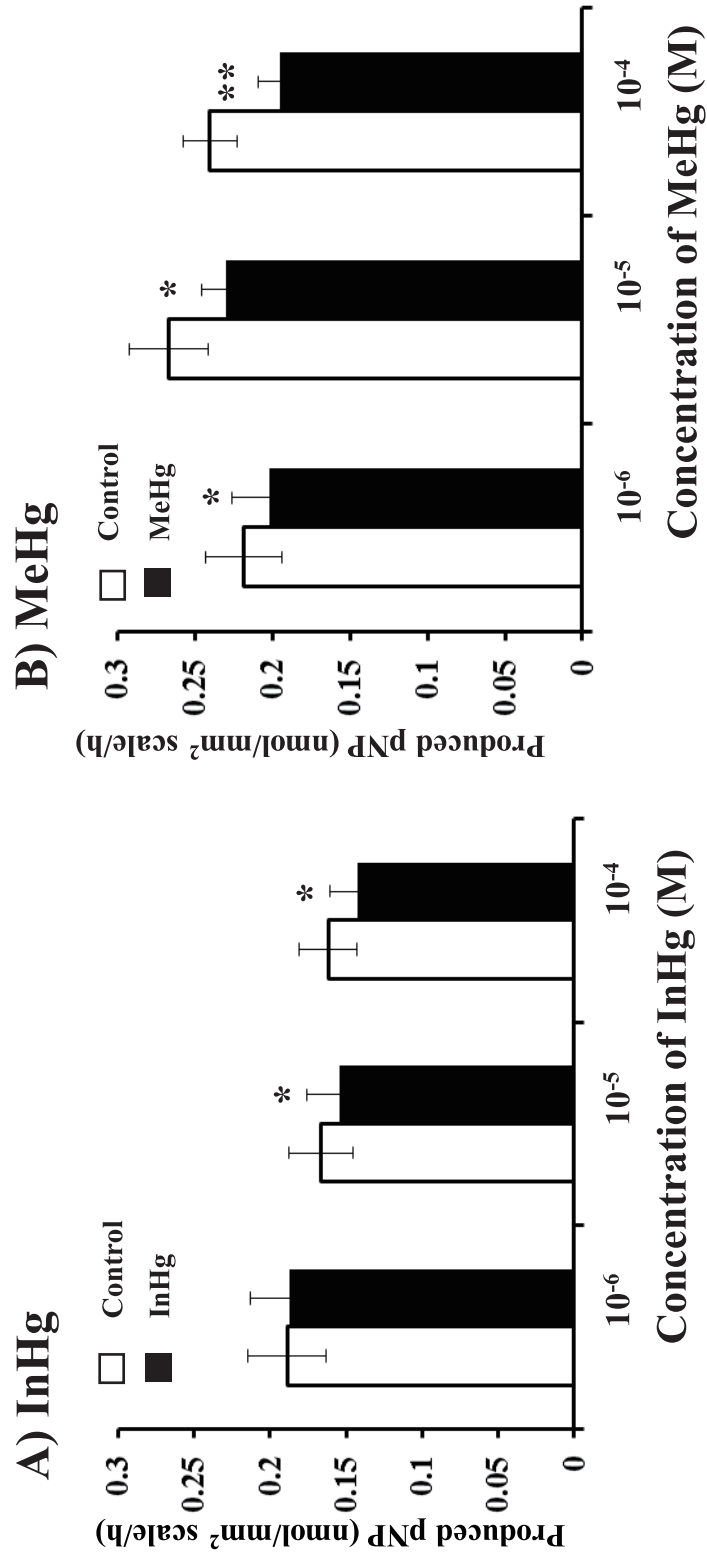 A) InHg
Control
InHg
Produced pNP (nmol/mm² scale/h)
0.3
0.25
0.2
0.15
0.1
0.05
0
*
*
10⁻⁶
10⁻⁵
10⁻⁴
Concentration of InHg (M)
B) MeHg
Control
MeHg
Produced pNP (nmol/mm² scale/h)
0.3
0.25
0.2
0.15
0.1
0.05
0
*
*
**
10⁻⁶
10⁻⁵
10⁻⁴
Concentration of MeHg (M)